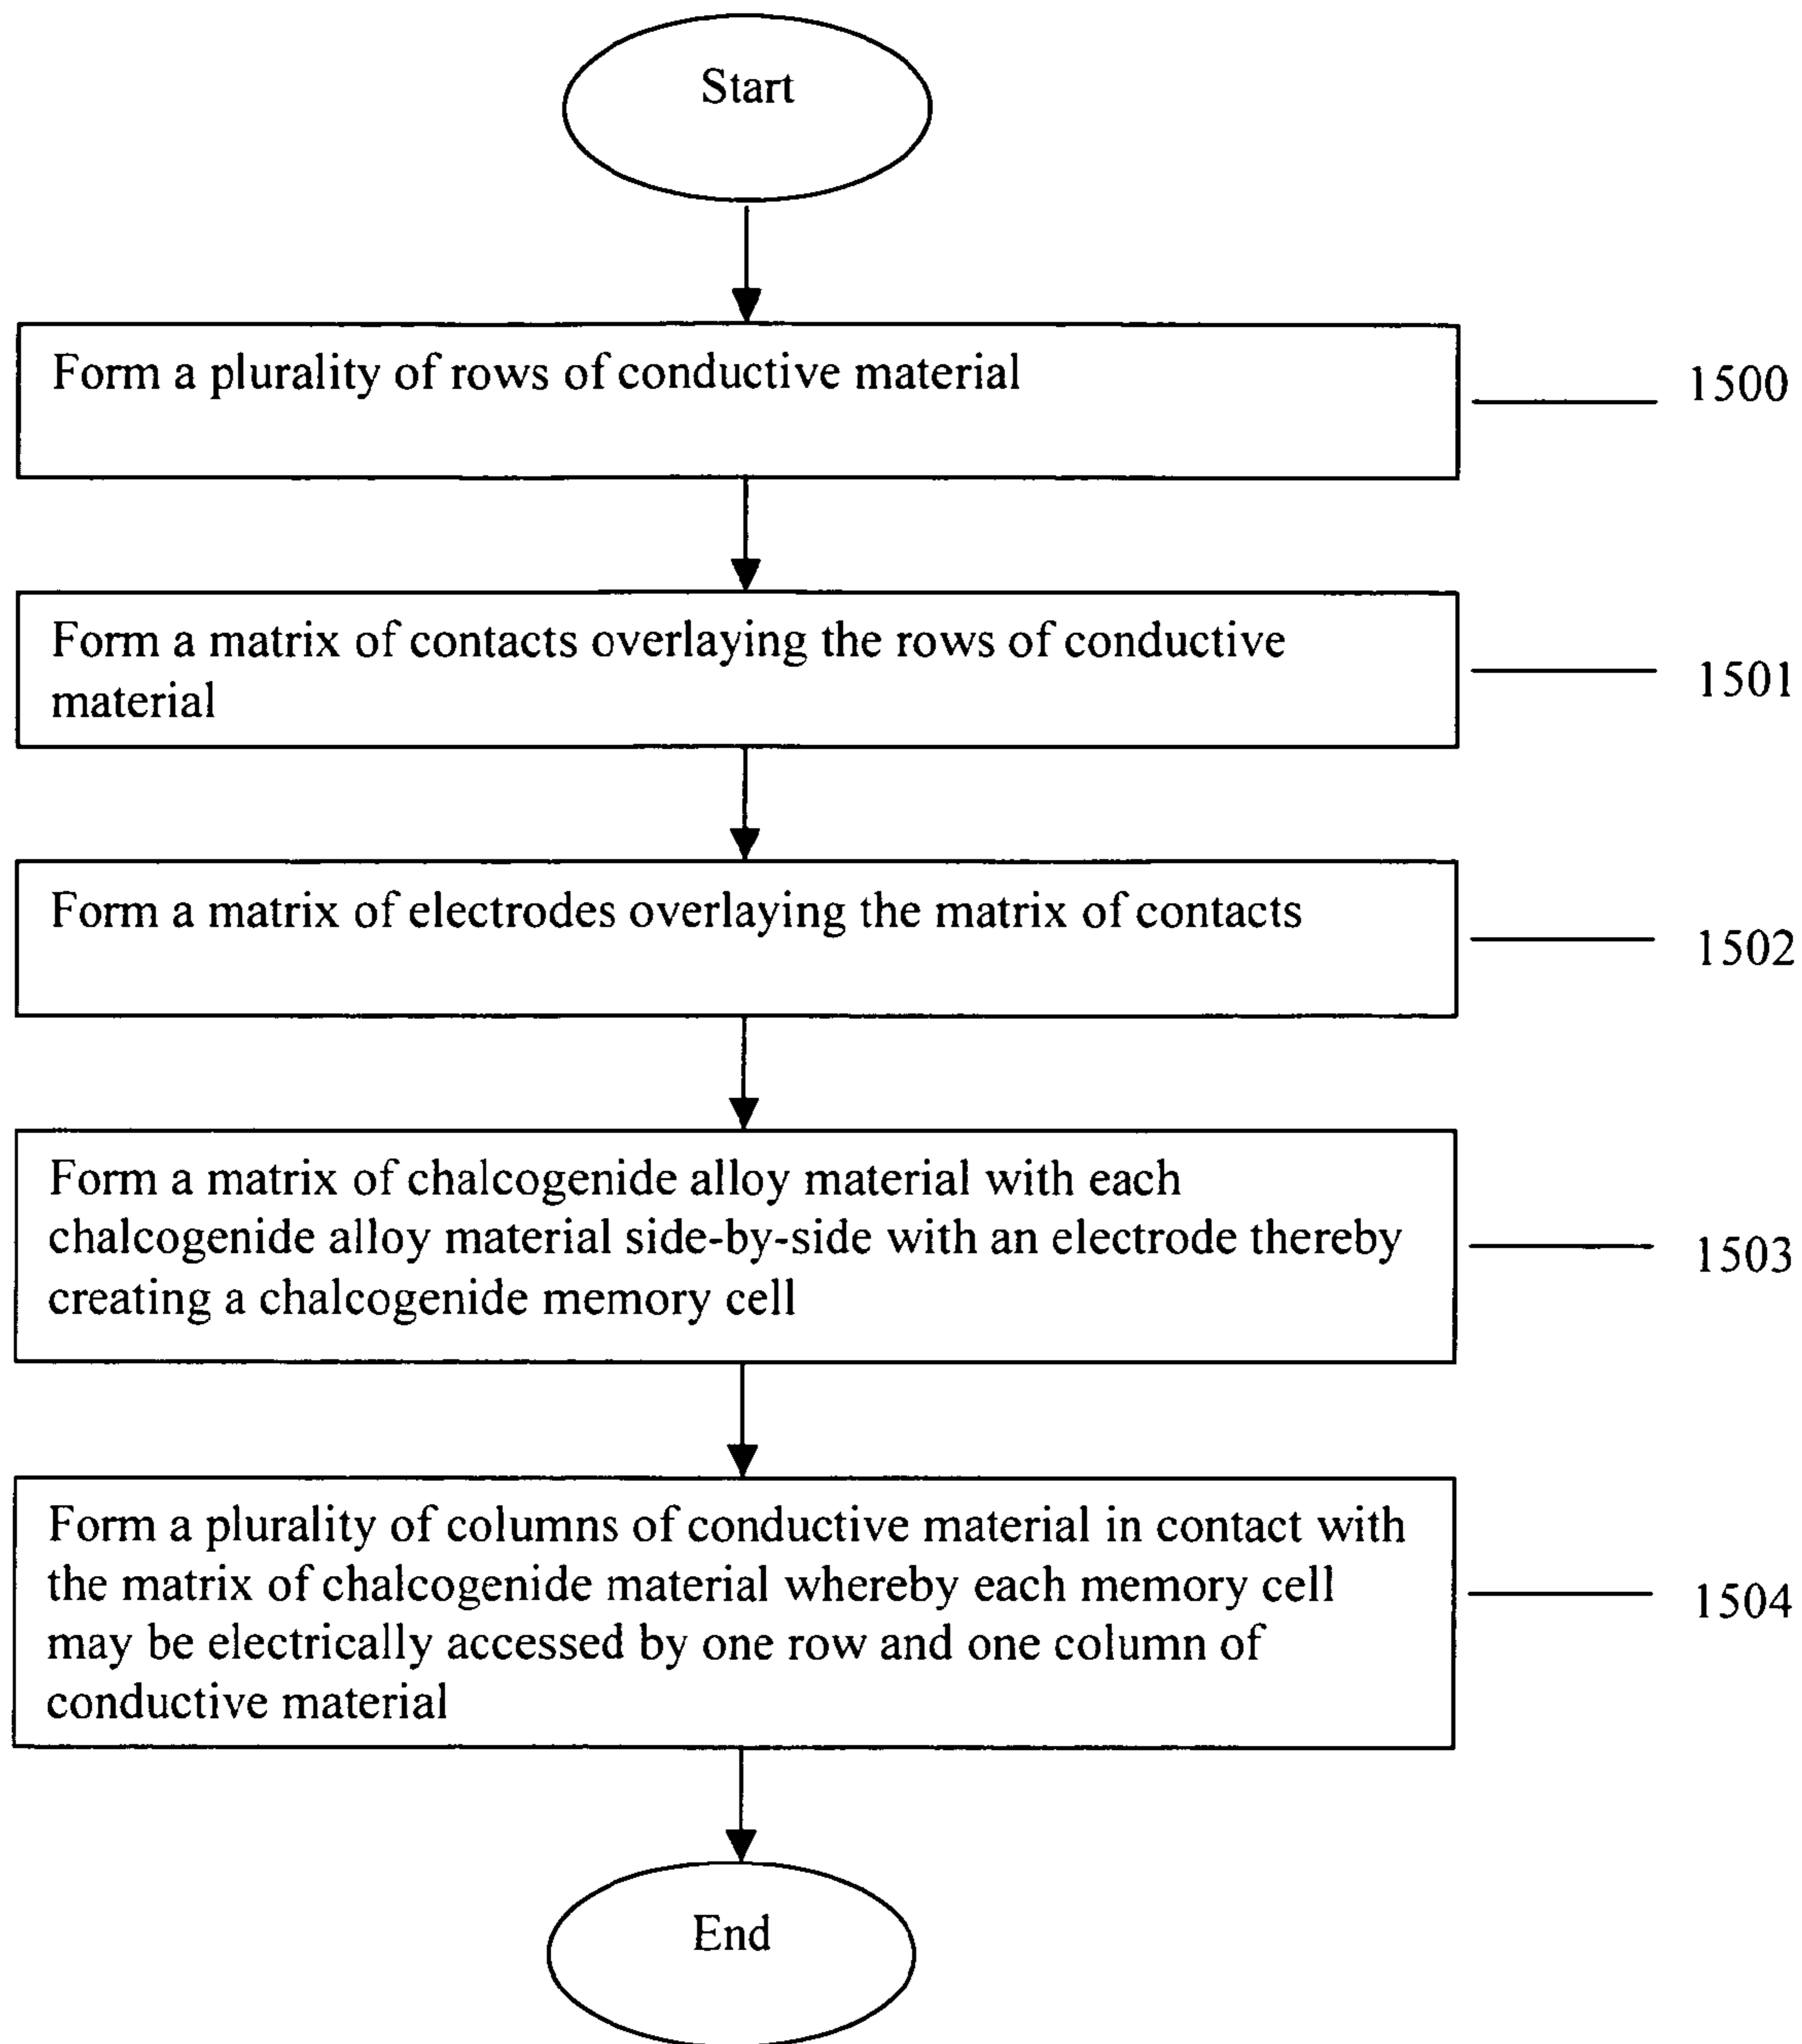 Start
Form a plurality of rows of conductive material
1500
Form a matrix of contacts overlaying the rows of conductive
material
1501
Form a matrix of electrodes overlaying the matrix of contacts
1502
Form a matrix of chalcogenide alloy material with each
chalcogenide alloy material side-by-side with an electrode thereby
creating a chalcogenide memory cell
1503
Form a plurality of columns of conductive material in contact with
the matrix of chalcogenide material whereby each memory cell
may be electrically accessed by one row and one column of
conductive material
1504
End